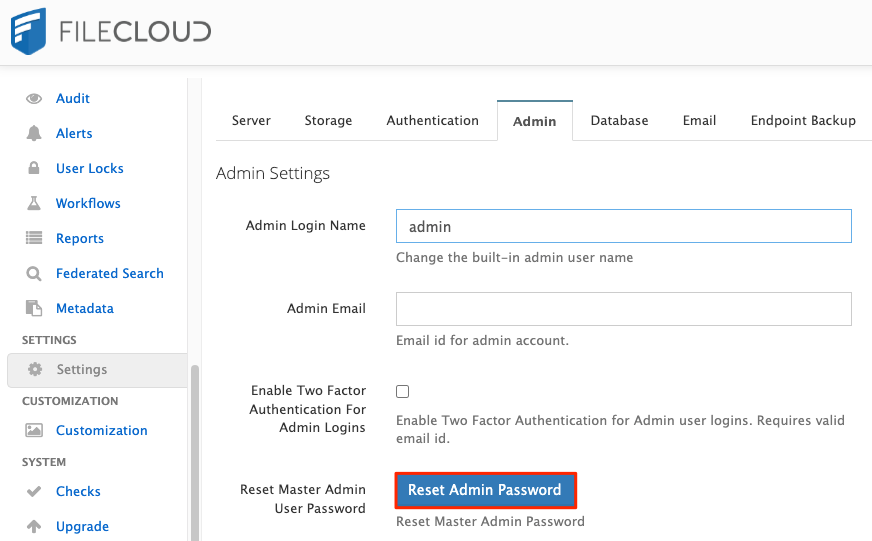 FILECLOUD
Audit
Alerts
User Locks
Workflows
Reports
Federated Search
Metadata
SETTINGS
Settings
CUSTOMIZATION
Customization
SYSTEM
Checks
Upgrade
Server Storage Authentication Admin Database Email Endpoint Backup
Admin Settings
Admin Login Name
admin
Change the built-in admin user name
Admin Email
Email id for admin account.
Enable Two Factor
Authentication For
Admin Logins
Enable Two Factor Authentication for Admin user logins. Requires valid
email id.
Reset Master Admin
User Password
Reset Admin Password
Reset Master Admin Password